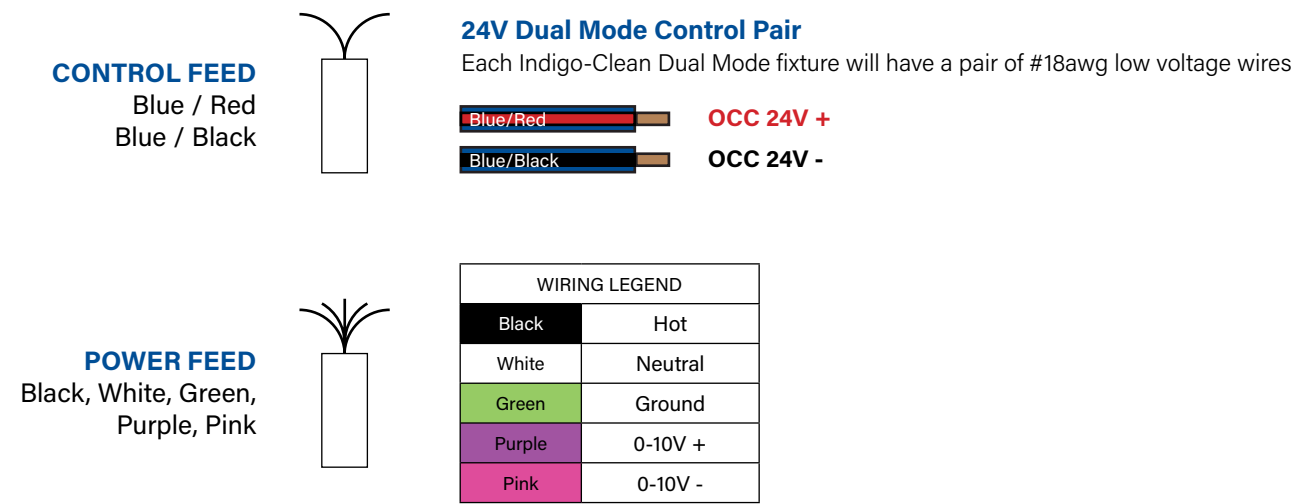 CONTROL FEED
Blue / Red
Blue / Black
24V Dual Mode Control Pair
Each Indigo-Clean Dual Mode fixture will have a pair of #18awg low voltage wires
Blue/Red OCC 24V +
Blue/Black OCC 24V -
POWER FEED
Black, White, Green,
Purple, Pink
WIRING LEGEND
Black Hot
White Neutral
Green Ground
Purple 0-10V +
Pink 0-10V -